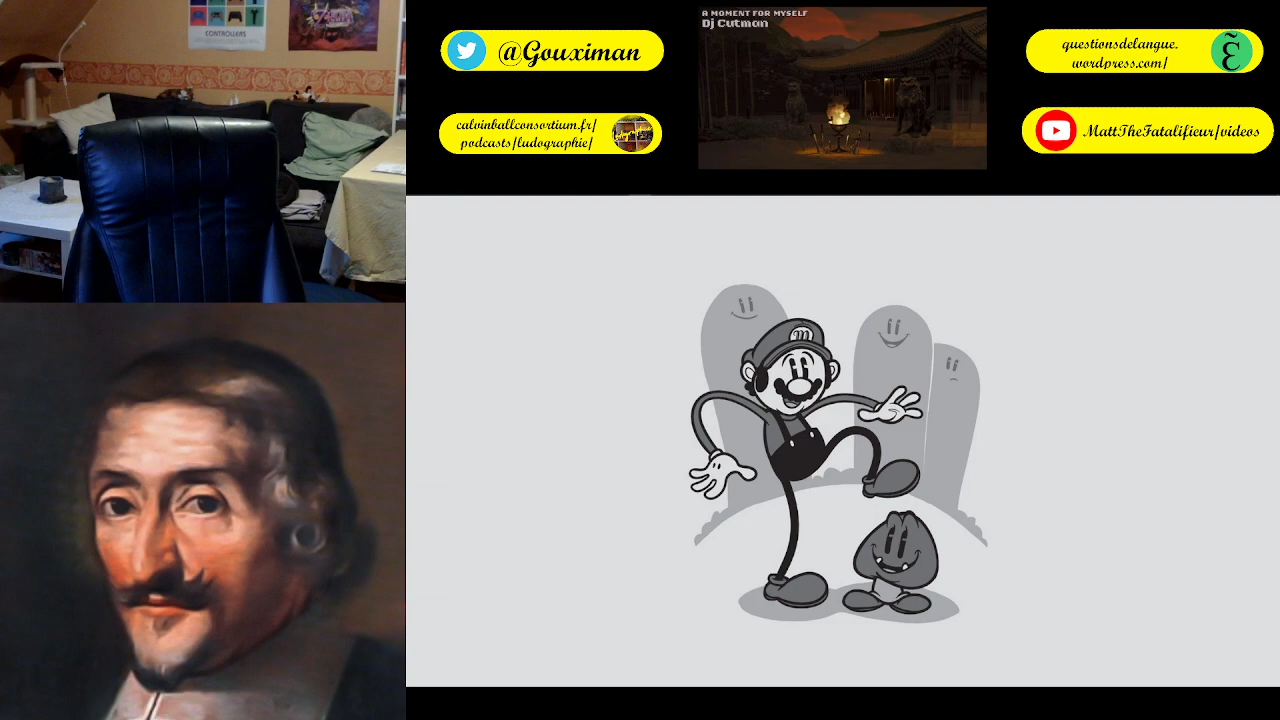 CONTROLLERS
@Gouximan
calvinballconsortium.fr/
podcasts/ludographie/
A MOMENT FOR MYSELF
Dj Cutman
questionsdelangue.
wordpress.com/
MattTheFatalifieur/videos
m